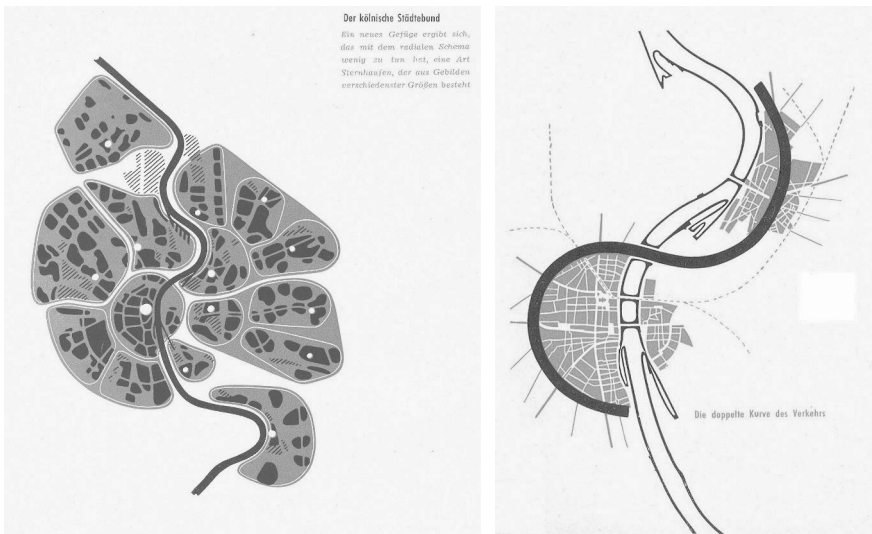 Der kölnische Städtebund
Ein neues Gefüge ergibt sich,
das mit dem radialen Schema
wenig zu tun hat, eine Art
Sternhaufen, der aus Gebilden
verschiedenster Größen besteht
Die doppelte Kurve des Verkehrs